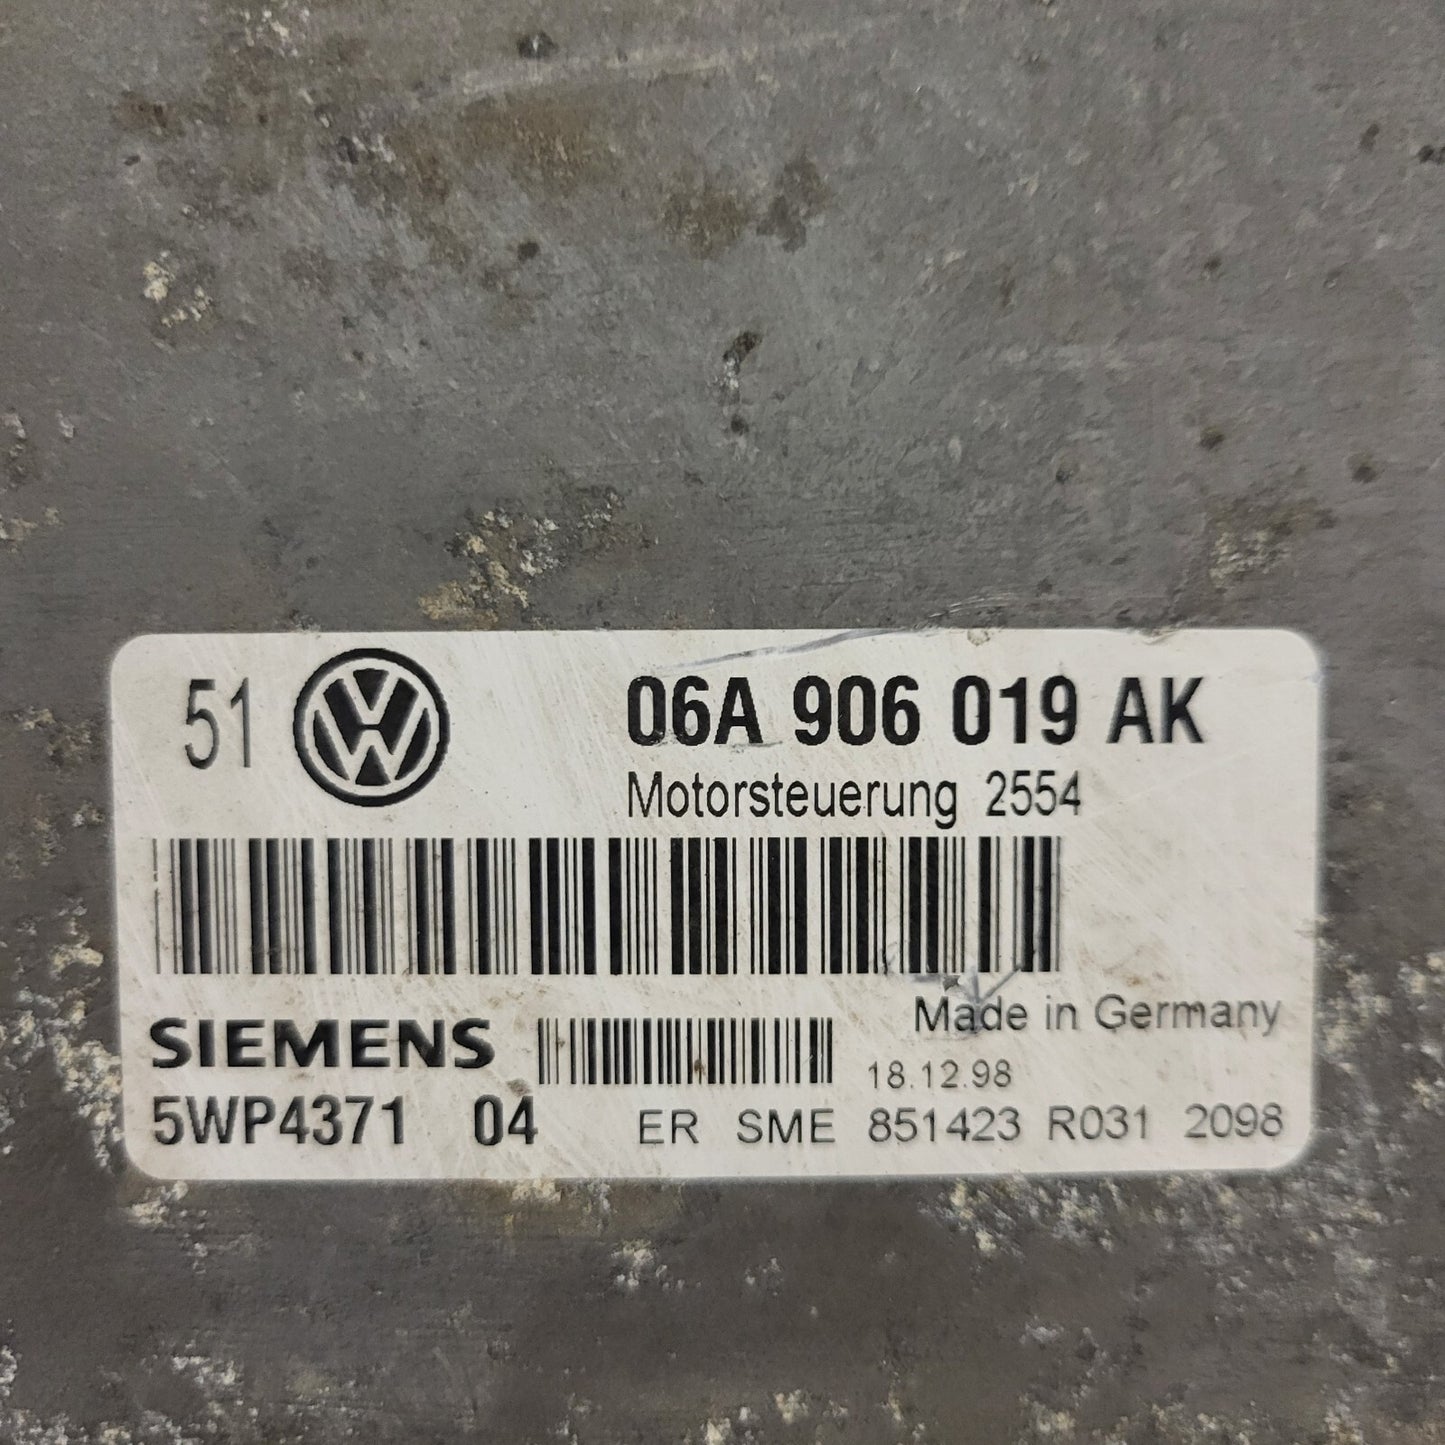 51 VW 06A 906 019 AK
Motorsteuerung 2554
Made in Germany
SIEMENS
18.12.98
5WP4371 04 ER SME 851423 R031 2098